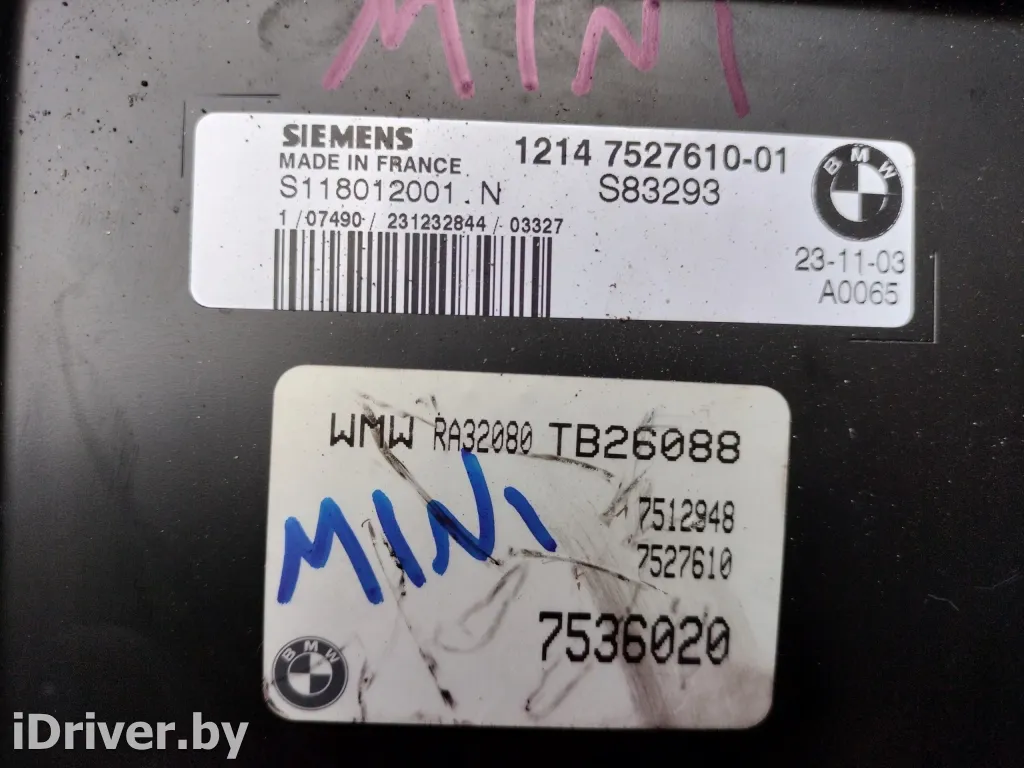 MINI
SIEMENS 1214 7527610-01
MADE IN FRANCE
S118012001.N S83293
1/07490/231232844/03327
BMW
23-11-03
A0065
WMW RA32080 TB26088
7512948
MINI
7527610
7536020
BMW
iDriver.by